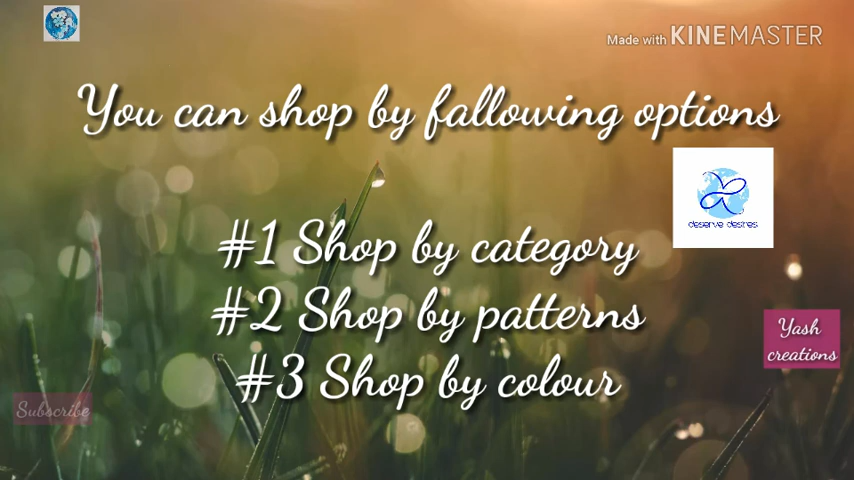 Made with KINEMASTER
You can shop by fallowing options
deserve desires
#1 Shop by category
#2 Shop by patterns
#3 Shop by colour
Yash
creations
Subscribe